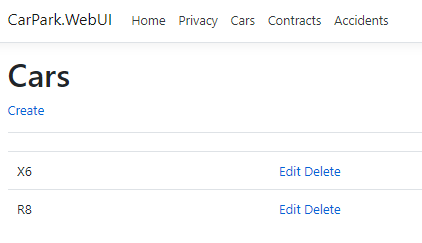 CarPark.WebUI Home Privacy Cars Contracts Accidents
Cars
Create
X6 Edit Delete
R8 Edit Delete